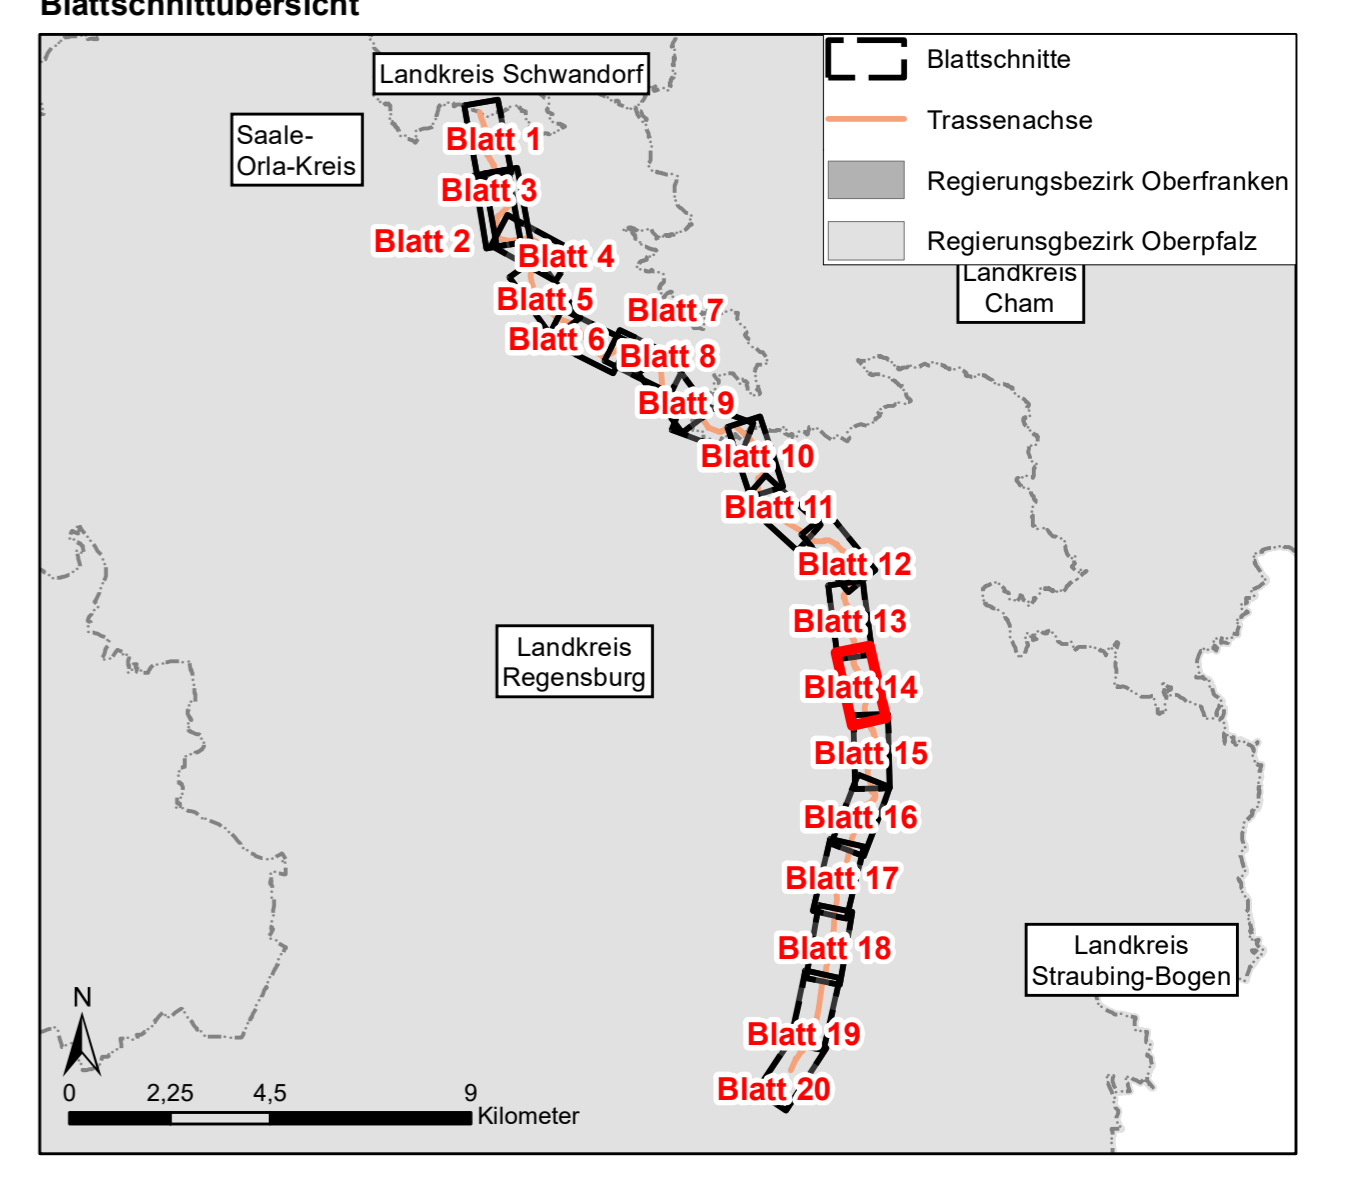 Blattschnittübersicht
Landkreis Schwandorf
Saale-
Orla-Kreis
Blattschnitte
Trassenachse
Regierungsbezirk Oberfranken
Regierunsgbezirk Oberpfalz
Landkreis
Cham
Blatt 1
Blatt 3
Blatt 2
Blatt 4
Blatt 5
Blatt 7
Blatt 6
Blatt 8
Blatt 9
Blatt 10
Blatt 11
Blatt 12
Blatt 13
Landkreis
Regensburg
Blatt 14
Blatt 15
Blatt 16
Blatt 17
Blatt 18
Landkreis
Straubing-Bogen
Blatt 19
Blatt 20
N
0 2,25 4,5 9
Kilometer